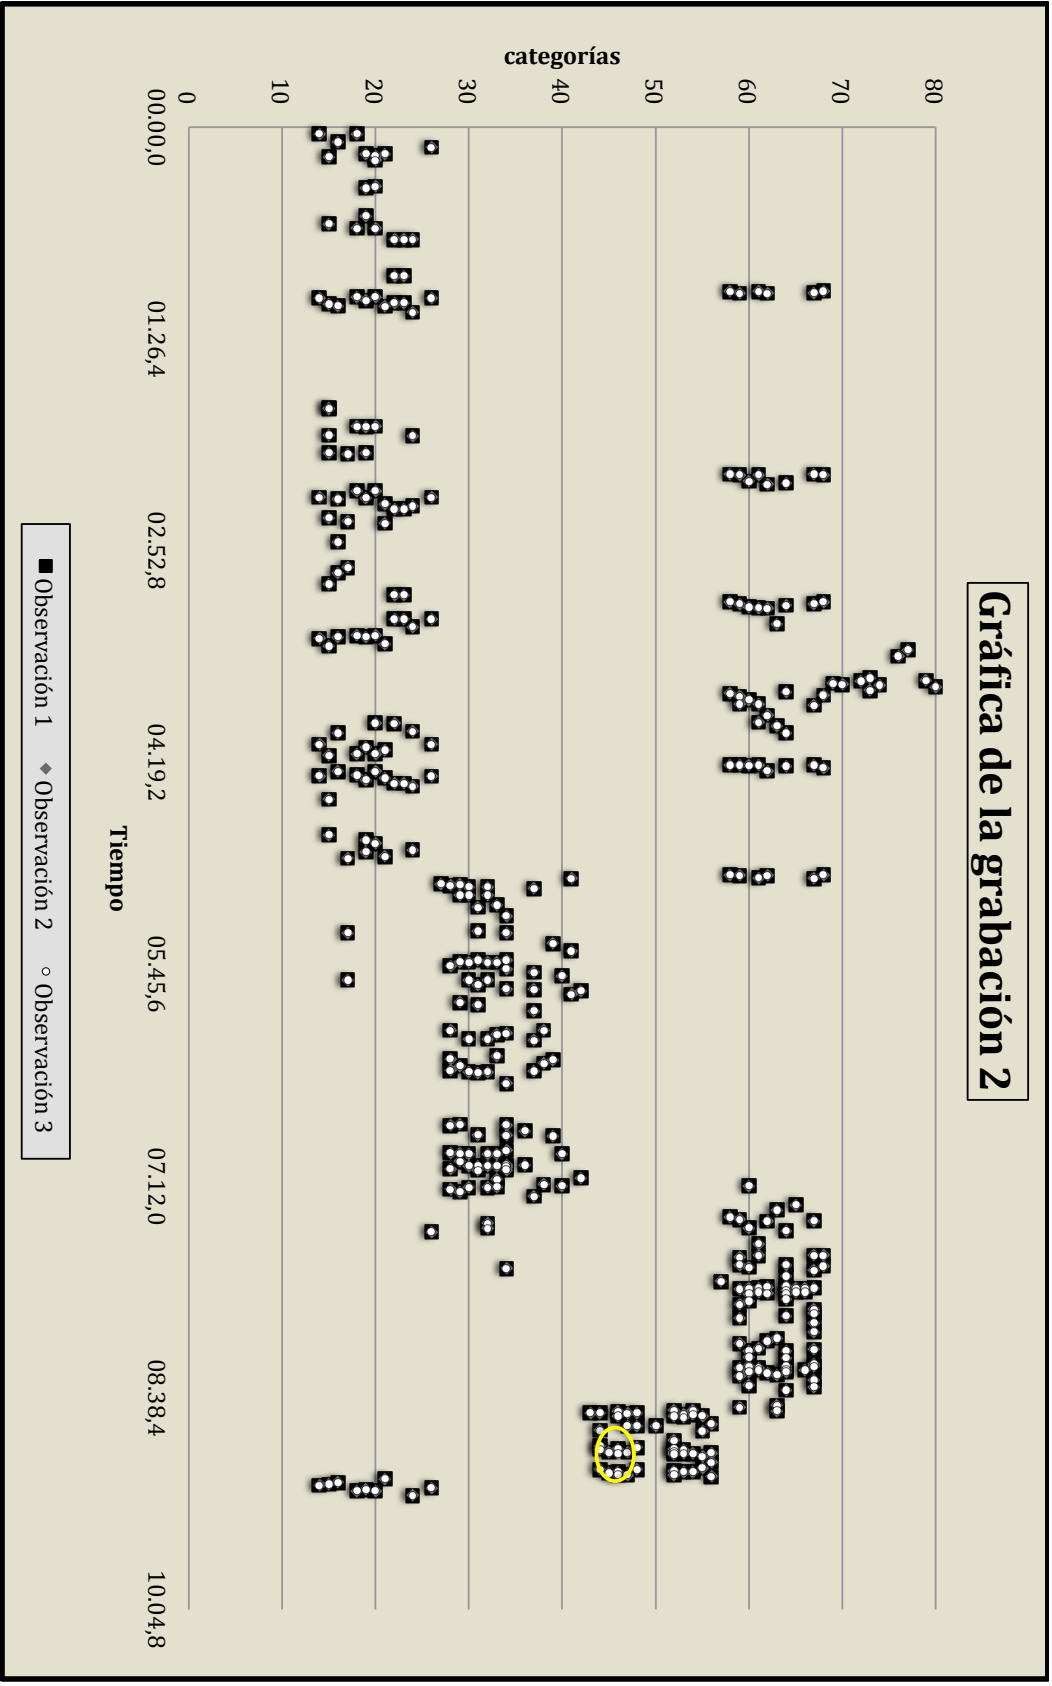 Gráfica de la grabación 2
categorías
80
70
60
50
40
30
20
10
0
00.00,0
01.26,4
02.52,8
04.19,2
05.45,6
07.12,0
08.38,4
10.04,8
Tiempo
Observación 1
Observación 2
Observación 3